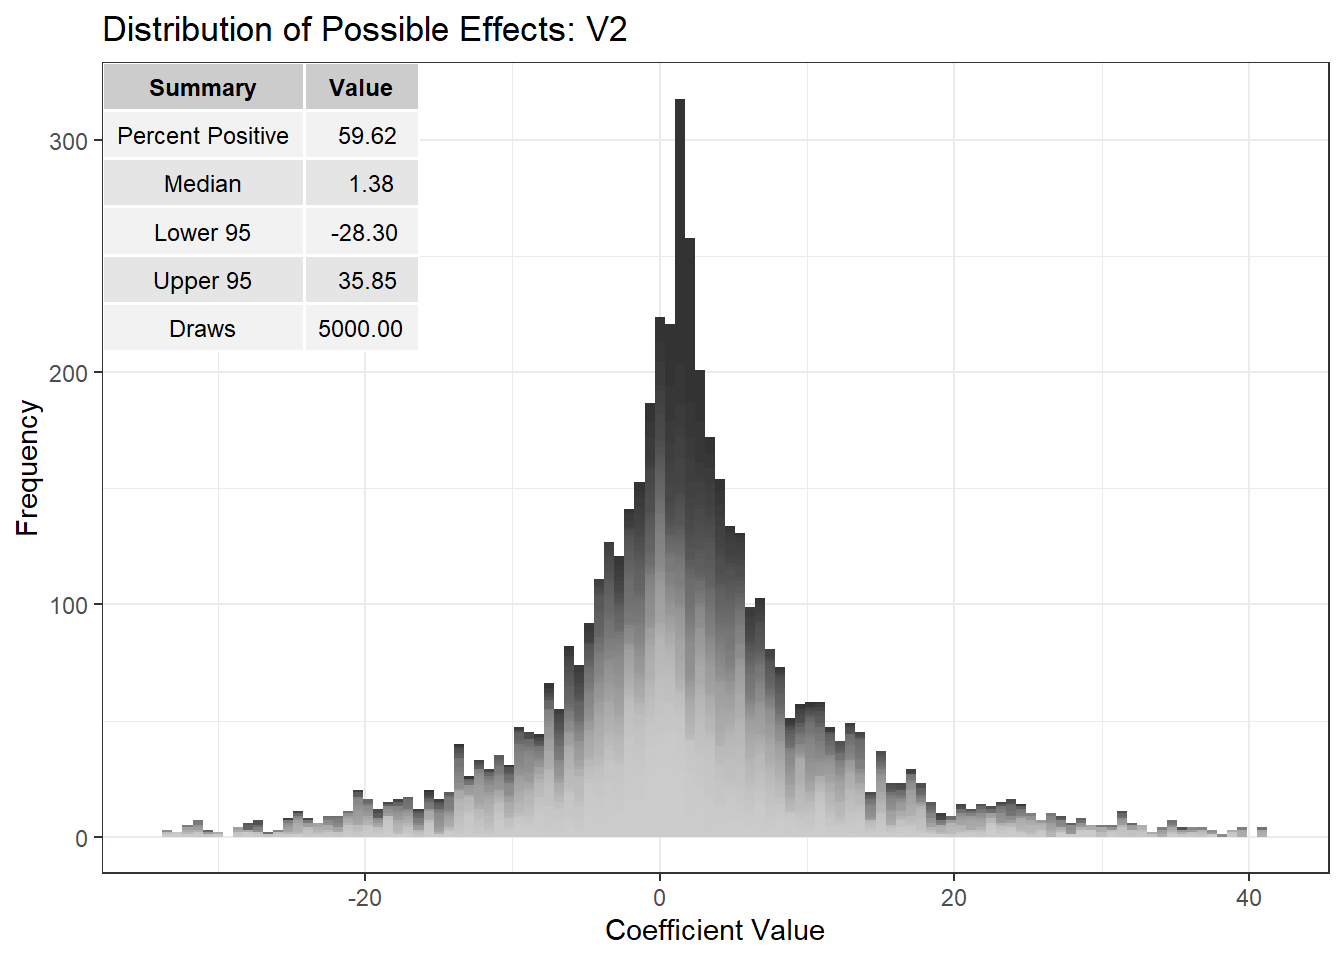 Distribution of Possible Effects: V2
Summary Value
Percent Positive 59.62
Median 1.38
Lower 95 -28.30
Upper 95 35.85
Draws 5000.00
300
200
100
0
Frequency
-20 0 20 40
Coefficient Value